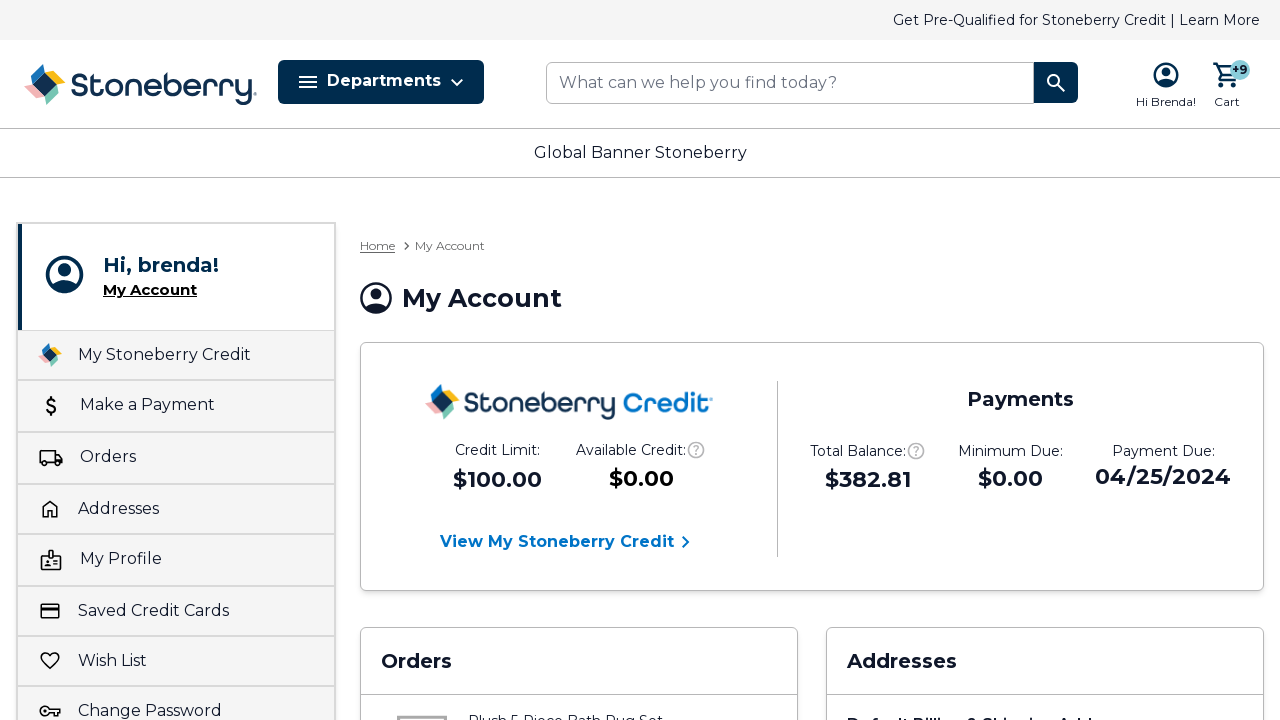 Get Pre-Qualified for Stoneberry Credit | Learn More
Stoneberry.
Departments
What can we help you find today?
+9
Hi Brenda!
Cart
Global Banner Stoneberry
Hi, brenda!
My Account
My Stoneberry Credit
Make a Payment
Orders
Addresses
My Profile
Saved Credit Cards
Wish List
Change Password
Home > My Account
My Account
Stoneberry Credit
Credit Limit:
$100.00
Available Credit:
$0.00
View My Stoneberry Credit
Payments
Total Balance:
$382.81
Minimum Due:
$0.00
Payment Due:
04/25/2024
Orders
Plush 5 Piece Bath Rug Set
Addresses